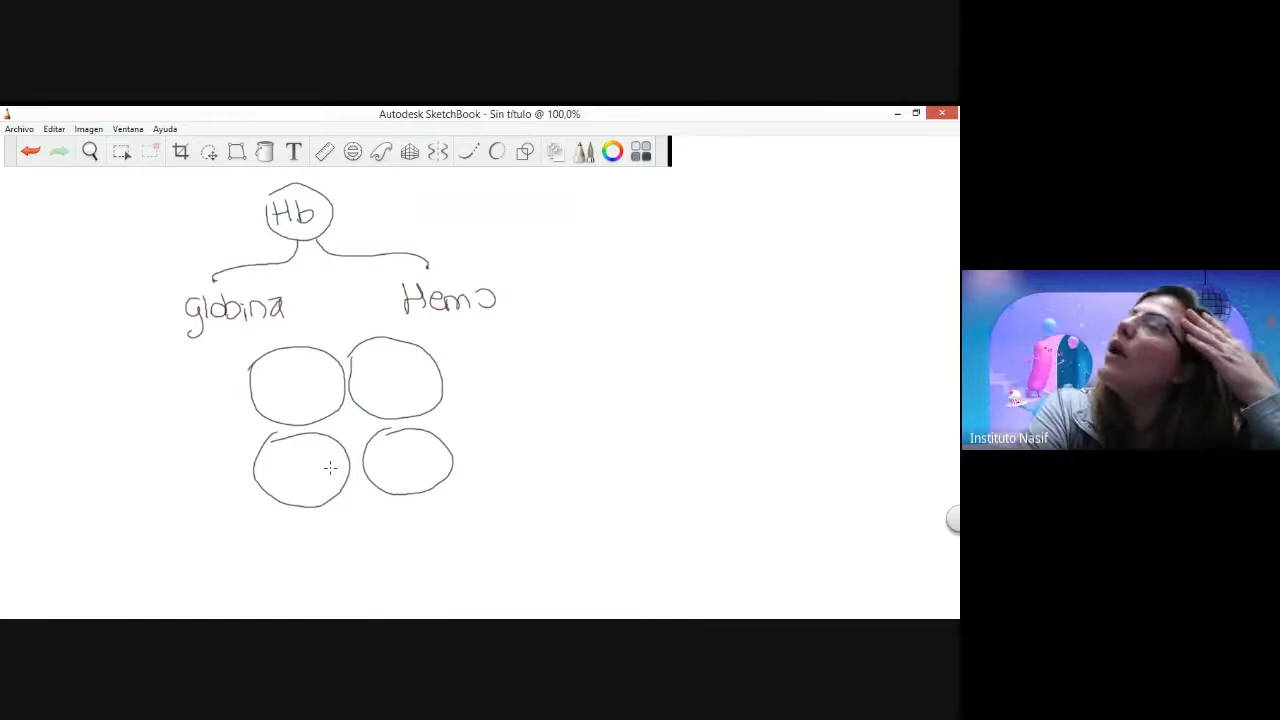 Autodesk SketchBook - Sin título @ 100,0%
Archivo Editar Imagen Ventana Ayuda
T
Hb
globina Hemo
Instituto Nasif